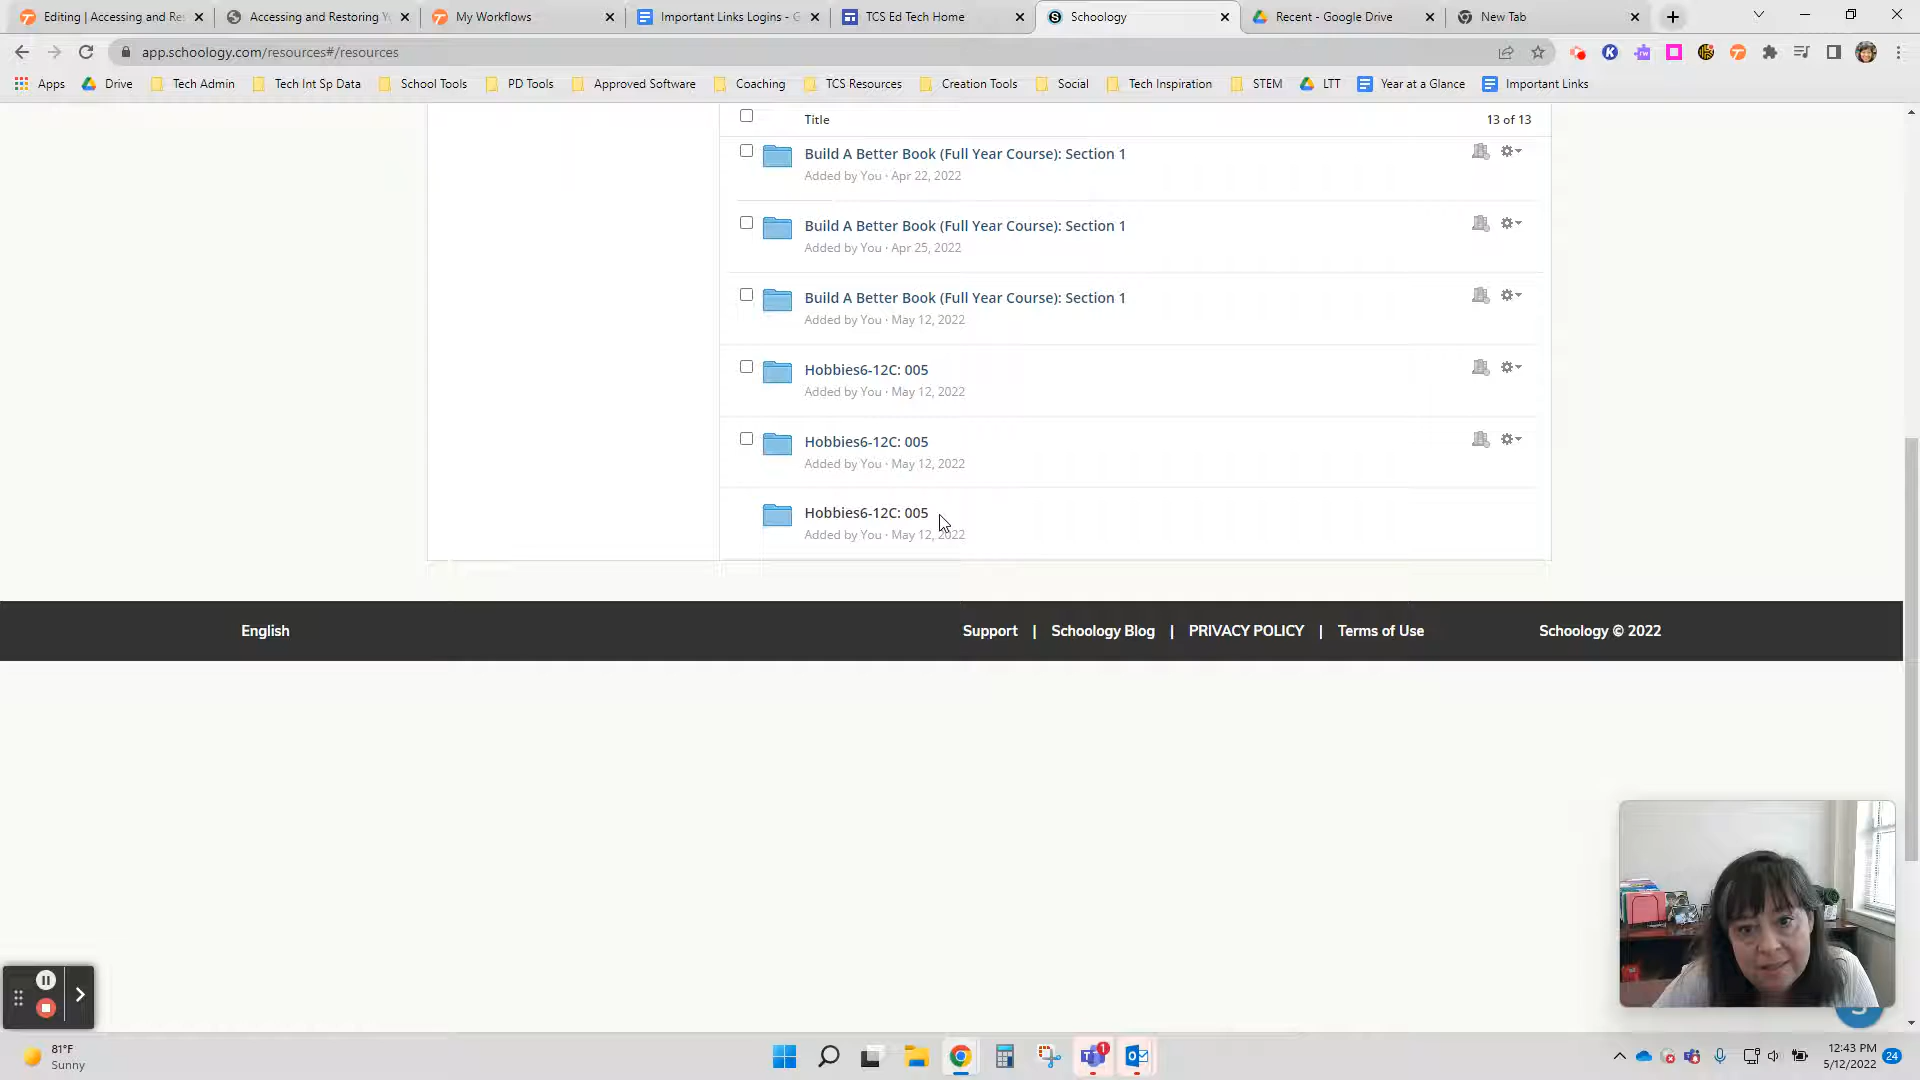 Editing | Accessing and Re
Accessing and Restoring Y
My Workflows
Important Links Logins - G
TCS Ed Tech Home
Schoology
Recent - Google Drive
New Tab
app.schoology.com/resources#/resources
Apps
Drive
Tech Admin
Tech Int Sp Data
School Tools
PD Tools
Approved Software
Coaching
TCS Resources
Creation Tools
Social
Tech Inspiration
STEM
LTT
Year at a Glance
Important Links
Title
13 of 13
Build A Better Book (Full Year Course): Section 1
Added by You · Apr 22, 2022
Build A Better Book (Full Year Course): Section 1
Added by You · Apr 25, 2022
Build A Better Book (Full Year Course): Section 1
Added by You · May 12, 2022
Hobbies6-12C: 005
Added by You · May 12, 2022
Hobbies6-12C: 005
Added by You · May 12, 2022
Hobbies6-12C: 005
Added by You · May 12, 2022
English
Support | Schoology Blog | PRIVACY POLICY | Terms of Use
Schoology © 2022
81°F
Sunny
1
12:43 PM
5/12/2022
24